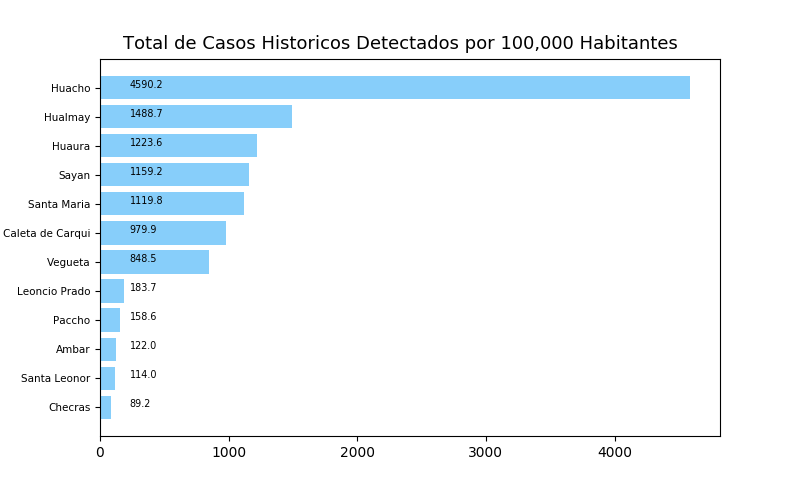 Total de Casos Historicos Detectados por 100,000 Habitantes
Huacho 4590.2
Hualmay 1488.7
Huaura 1223.6
Sayan 1159.2
Santa Maria 1119.8
Caleta de Carqui 979.9
Vegueta 848.5
Leoncio Prado 183.7
Paccho 158.6
Ambar 122.0
Santa Leonor 114.0
Checras 89.2
0 1000 2000 3000 4000